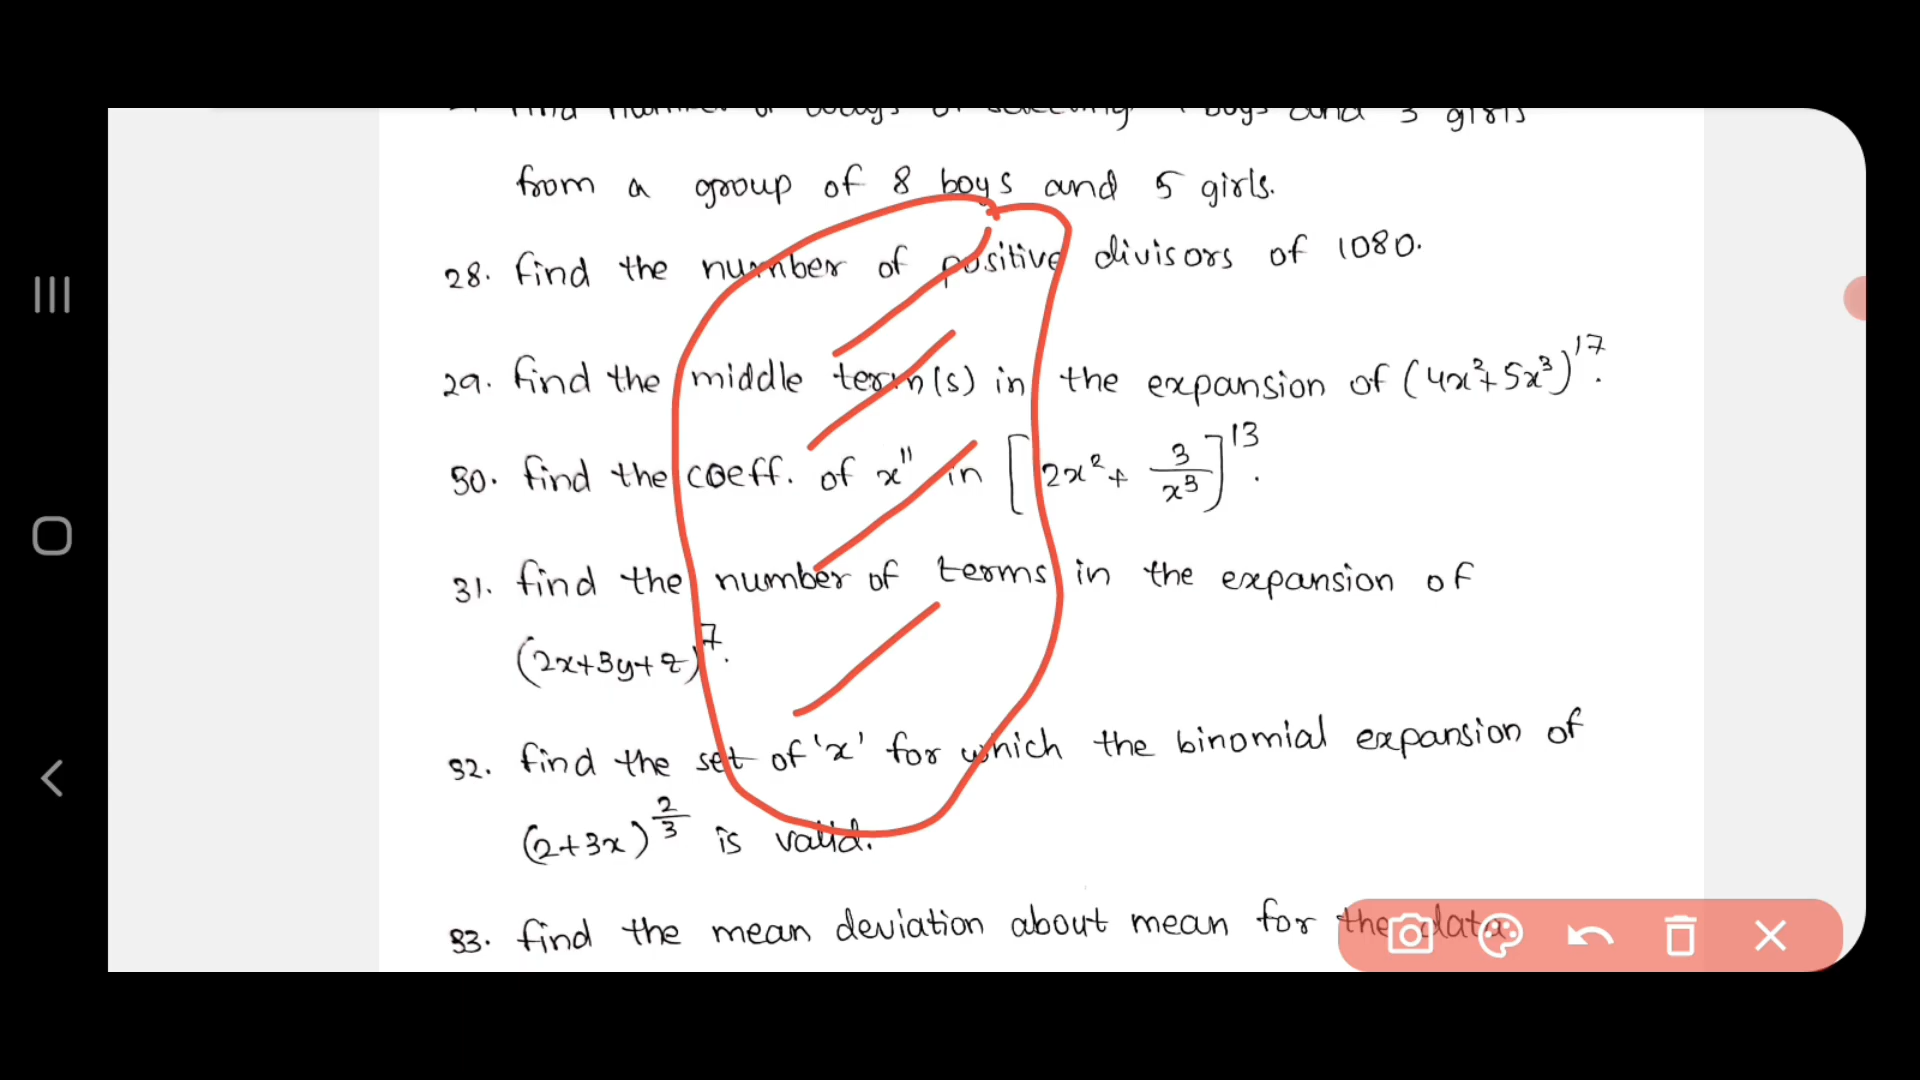 from a group of 8 boys and 5 girls.
28. find the number of positive divisors of 1080.
29. find the middle term(s) in the expansion of (4x²+5x³)¹⁷.
30. find the coeff. of x¹¹ in [2x²+ 3/x³]¹³.
31. find the number of terms in the expansion of
(2x+3y+z)⁷.
32. find the set of 'x' for which the binomial expansion of
(2+3x)^(2/3) is valid.
33. find the mean deviation about mean for the data